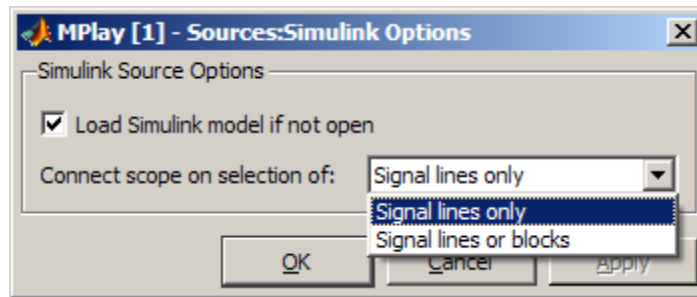 MPlay [1] - Sources:Simulink Options
Simulink Source Options
Load Simulink model if not open
Connect scope on selection of: Signal lines only
Signal lines only
Signal lines or blocks
OK Cancel Apply